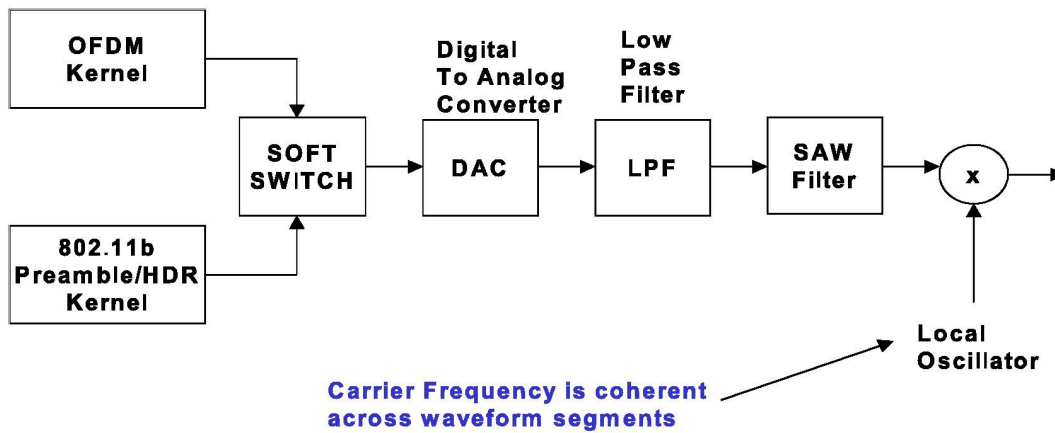 OFDM
Kernel
Digital
To Analog
Converter
Low
Pass
Filter
SOFT
SWITCH
DAC
LPF
SAW
Filter
x
802.11b
Preamble/HDR
Kernel
Local
Oscillator
Carrier Frequency is coherent
across waveform segments